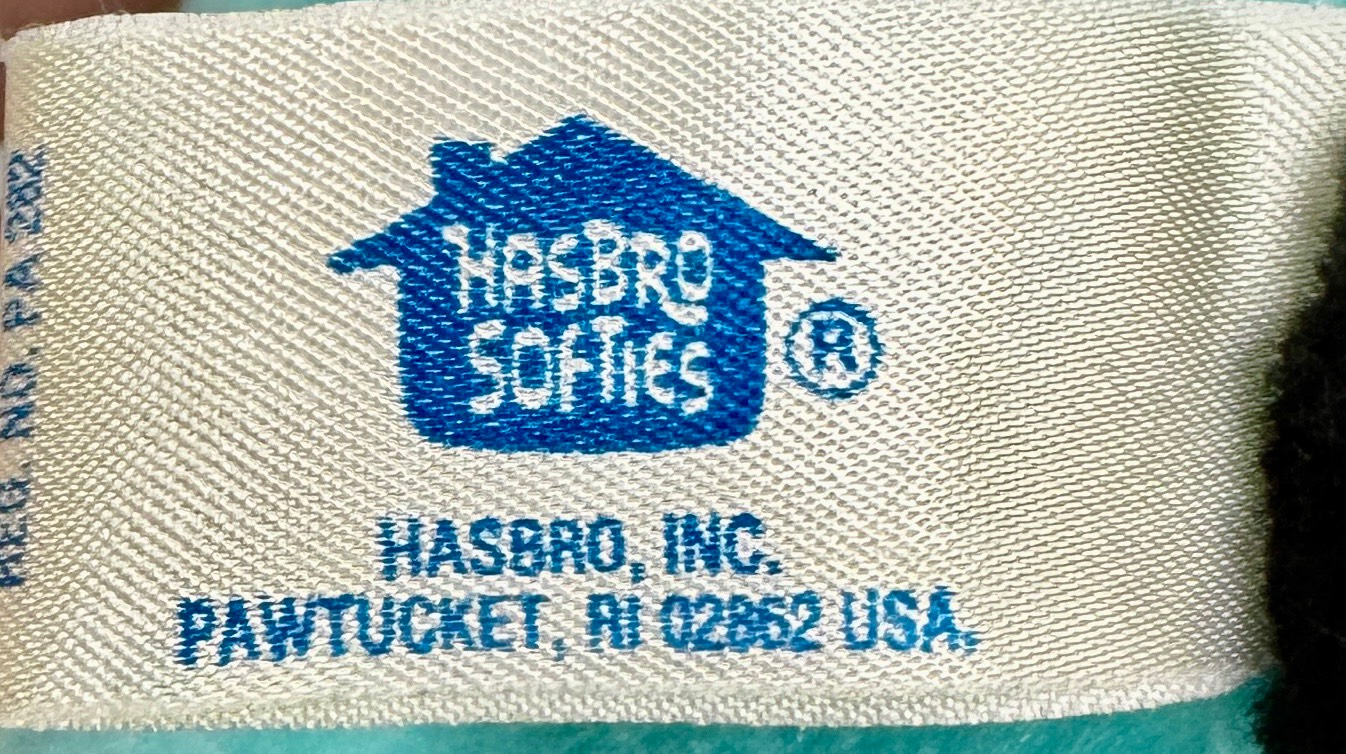 HASBRO
SOFTIES
®
HASBRO, INC.
PAWTUCKET, RI 02862 USA.
REG. NO. PA 282